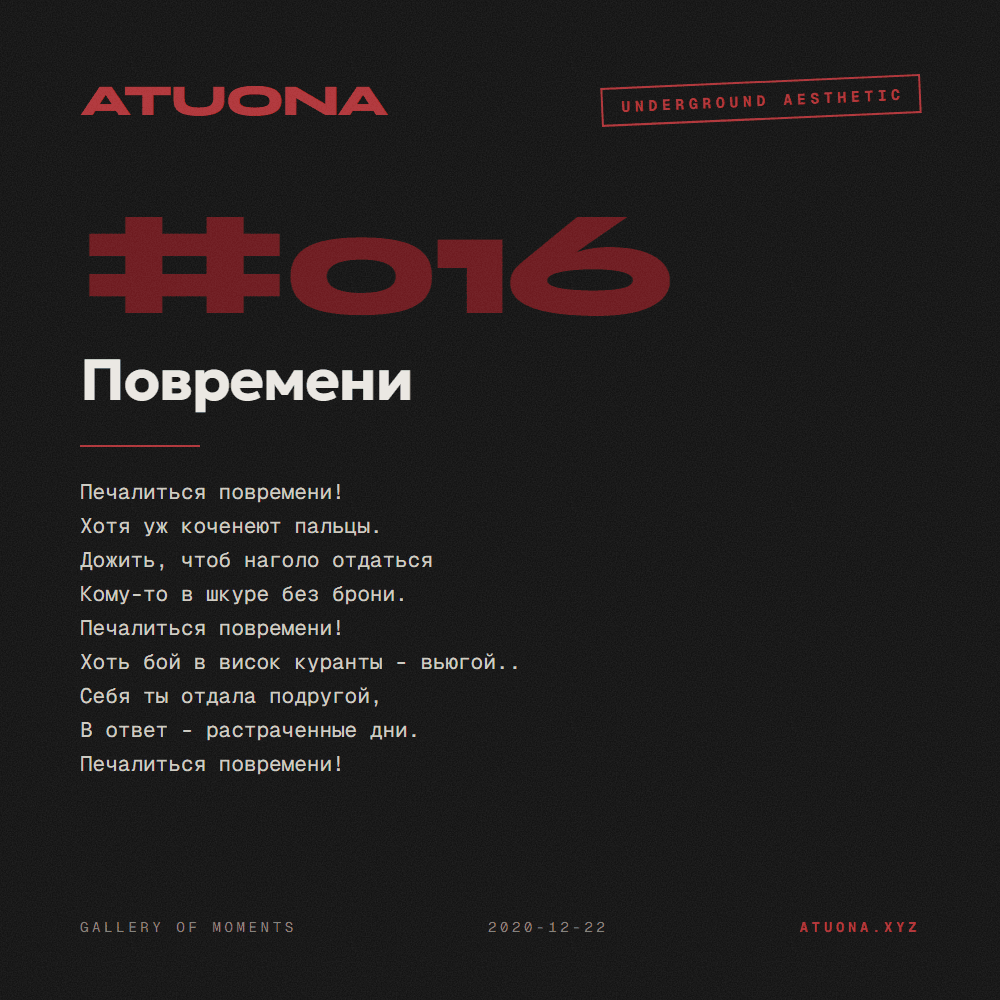 ATUONA
UNDERGROUND AESTHETIC
#016
Повремени
Печалиться повремени!
Хотя уж коченеют пальцы.
Дожить, чтоб наголо отдаться
Кому-то в шкуре без брони.
Печалиться повремени!
Хоть бой в висок куранты - вьюгой..
Себя ты отдала подругой,
В ответ - растраченные дни.
Печалиться повремени!
GALLERY OF MOMENTS
2020-12-22
ATUONA.XYZ